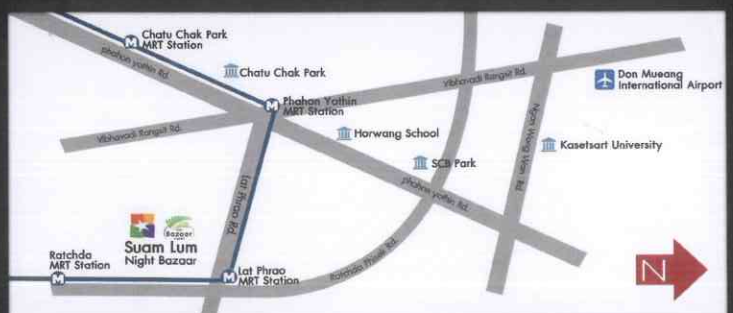 Chatu Chak Park
MRT Station
phahon yothin Rd.
Chatu Chak Park
Phahon Yothin
MRT Station
Vibhavadi Rangsit Rd.
Vibhavadi Rangsit Rd.
Don Mueang
International Airport
Horwang School
SCB Park
Ngam Wong Wan Rd.
Kasetsart University
phahon yothin Rd.
Lat Phrao Rd.
Bazaar
Suam Lum
Night Bazaar
Ratchda
MRT Station
Lat Phrao
MRT Station
Ratchda Phisek Rd.
N